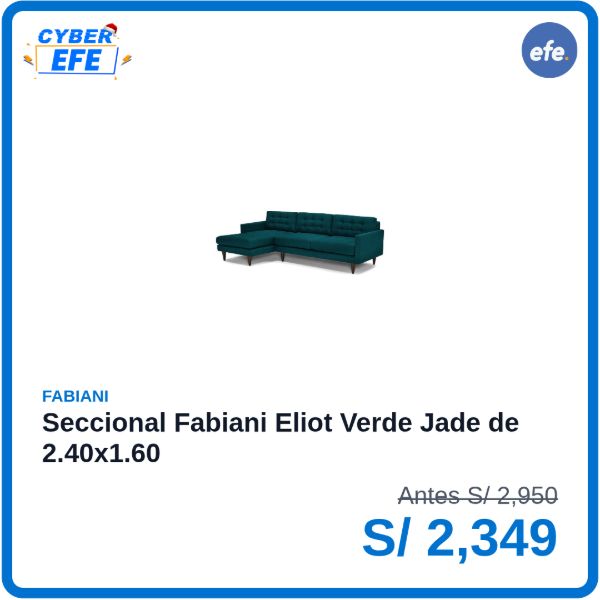 CYBER
EFE
efe.
FABIANI
Seccional Fabiani Eliot Verde Jade de
2.40x1.60
Antes S/ 2,950
S/ 2,349